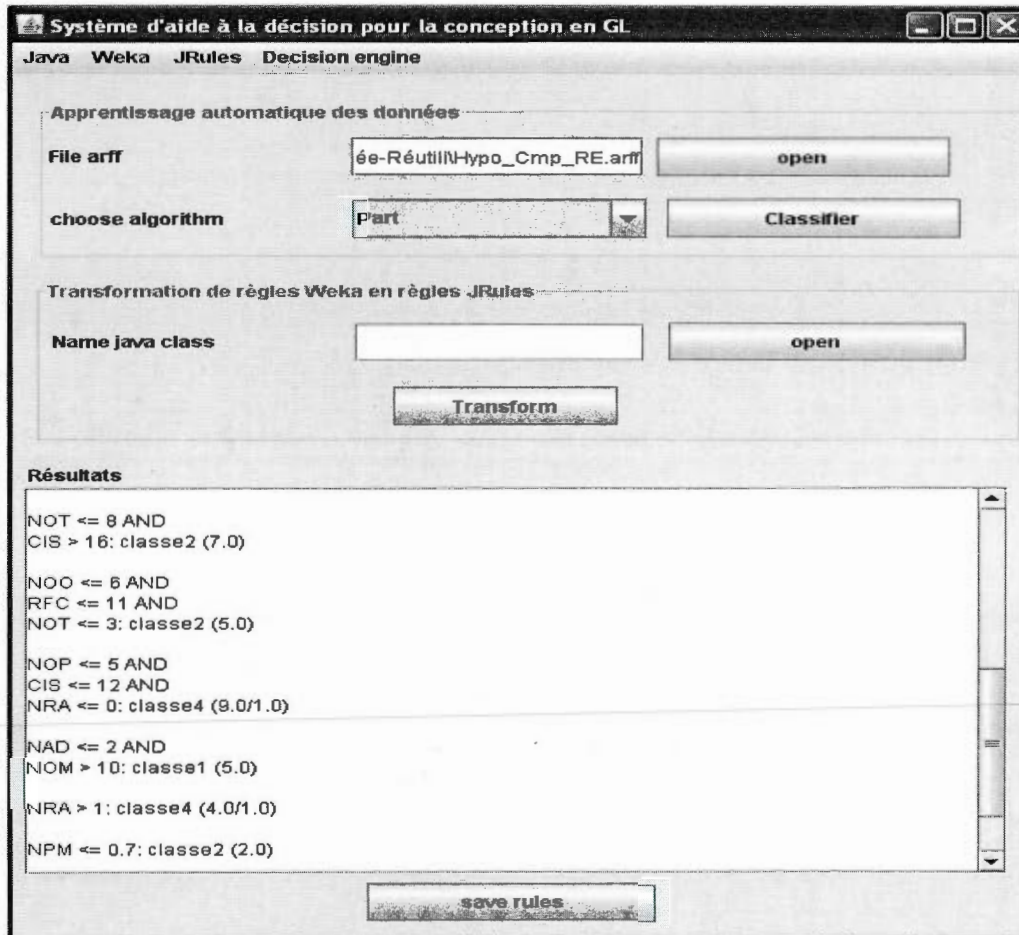 Système d'aide à la décision pour la conception en GL
Java Weka JRules Decision engine
Apprentissage automatique des données
File arff ée-Réutili\Hypo_Cmp_RE.arff open
choose algorithm Part Classifier
Transformation de règles Weka en règles JRules
Name java class open
Transform
Résultats
NOT <= 8 AND
CIS > 16: classe2 (7.0)
NOO <= 6 AND
RFC <= 11 AND
NOT <= 3: classe2 (5.0)
NOP <= 5 AND
CIS <= 12 AND
NRA <= 0: classe4 (9.0/1.0)
NAD <= 2 AND
NOM > 10: classe1 (5.0)
NRA > 1: classe4 (4.0/1.0)
NPM <= 0.7: classe2 (2.0)
save rules